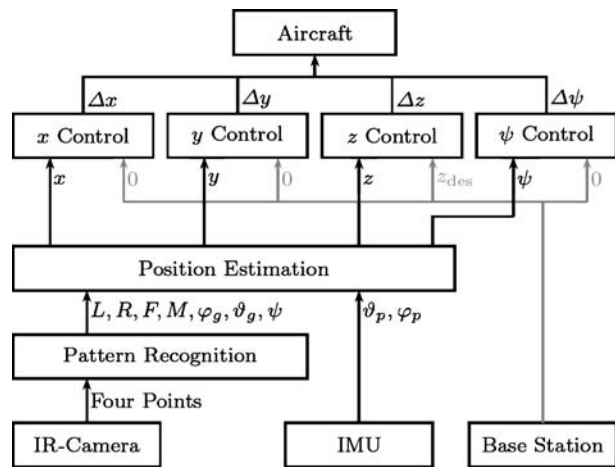 Aircraft
Δx Δy Δz Δψ
x Control y Control z Control ψ Control
x 0 y 0 z z_des ψ 0
Position Estimation
L, R, F, M, φ_g, ϑ_g, ψ ϑ_p, φ_p
Pattern Recognition
Four Points
IR-Camera IMU Base Station